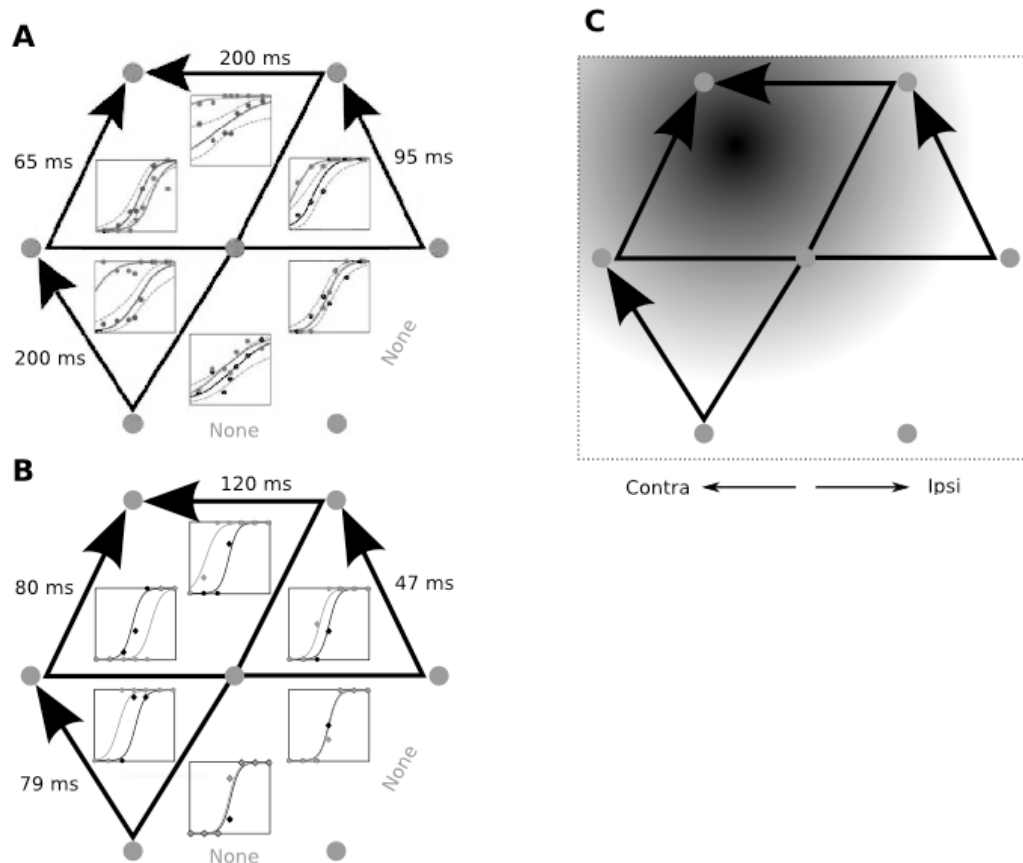 A
200 ms
65 ms
95 ms
200 ms
None
None
B
120 ms
80 ms
47 ms
79 ms
None
None
C
Contra
Ipsi